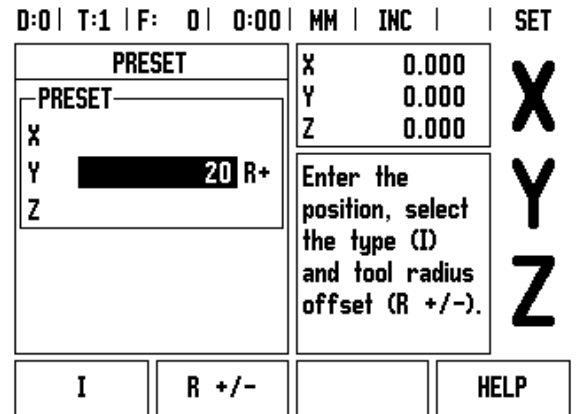 D:0 | T:1 | F: 0 | 0:00 | MM | INC | | SET
PRESET
PRESET
X
Y 20 R+
Z
X 0.000
Y 0.000
Z 0.000
Enter the
position, select
the type (I)
and tool radius
offset (R +/-).
X
Y
Z
I
R +/-
HELP